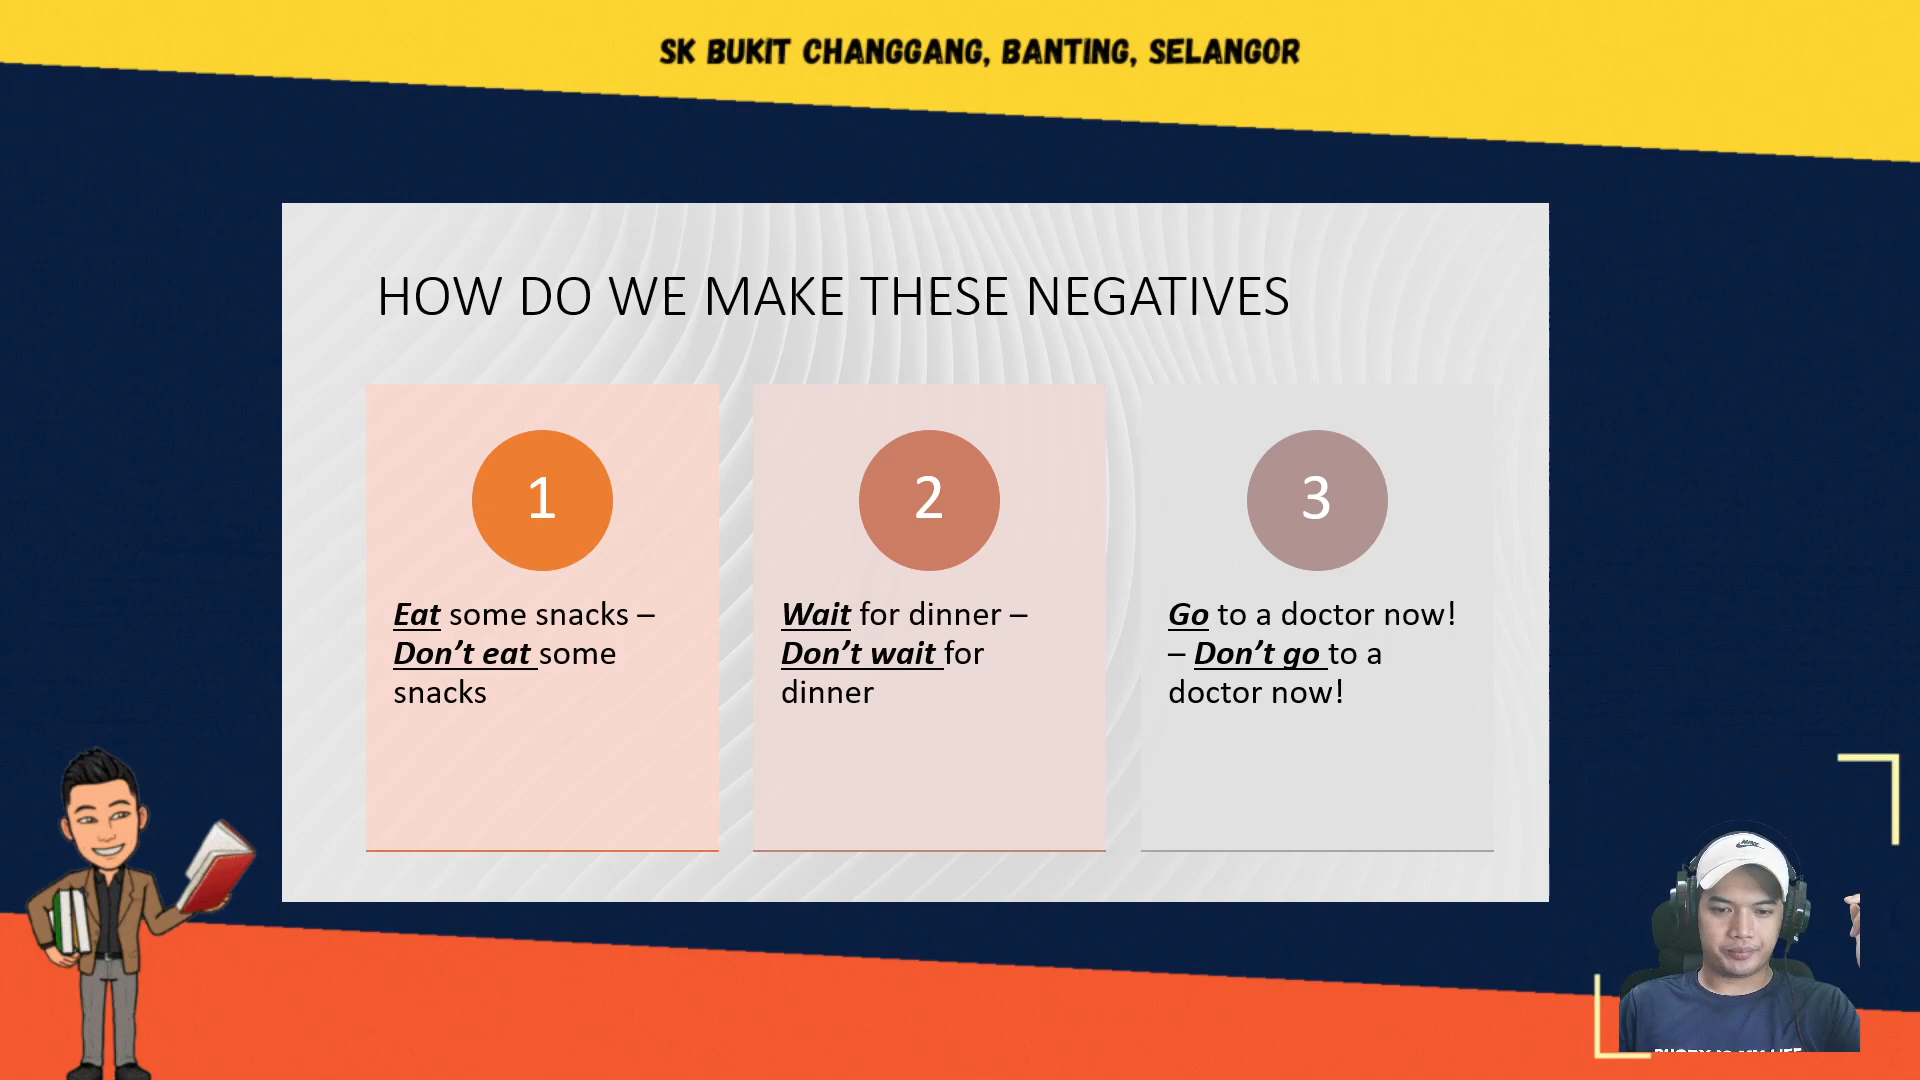 SK BUKIT CHANGGANG, BANTING, SELANGOR
HOW DO WE MAKE THESE NEGATIVES
1
Eat some snacks –
Don’t eat some
snacks
2
Wait for dinner –
Don’t wait for
dinner
3
Go to a doctor now!
– Don’t go to a
doctor now!